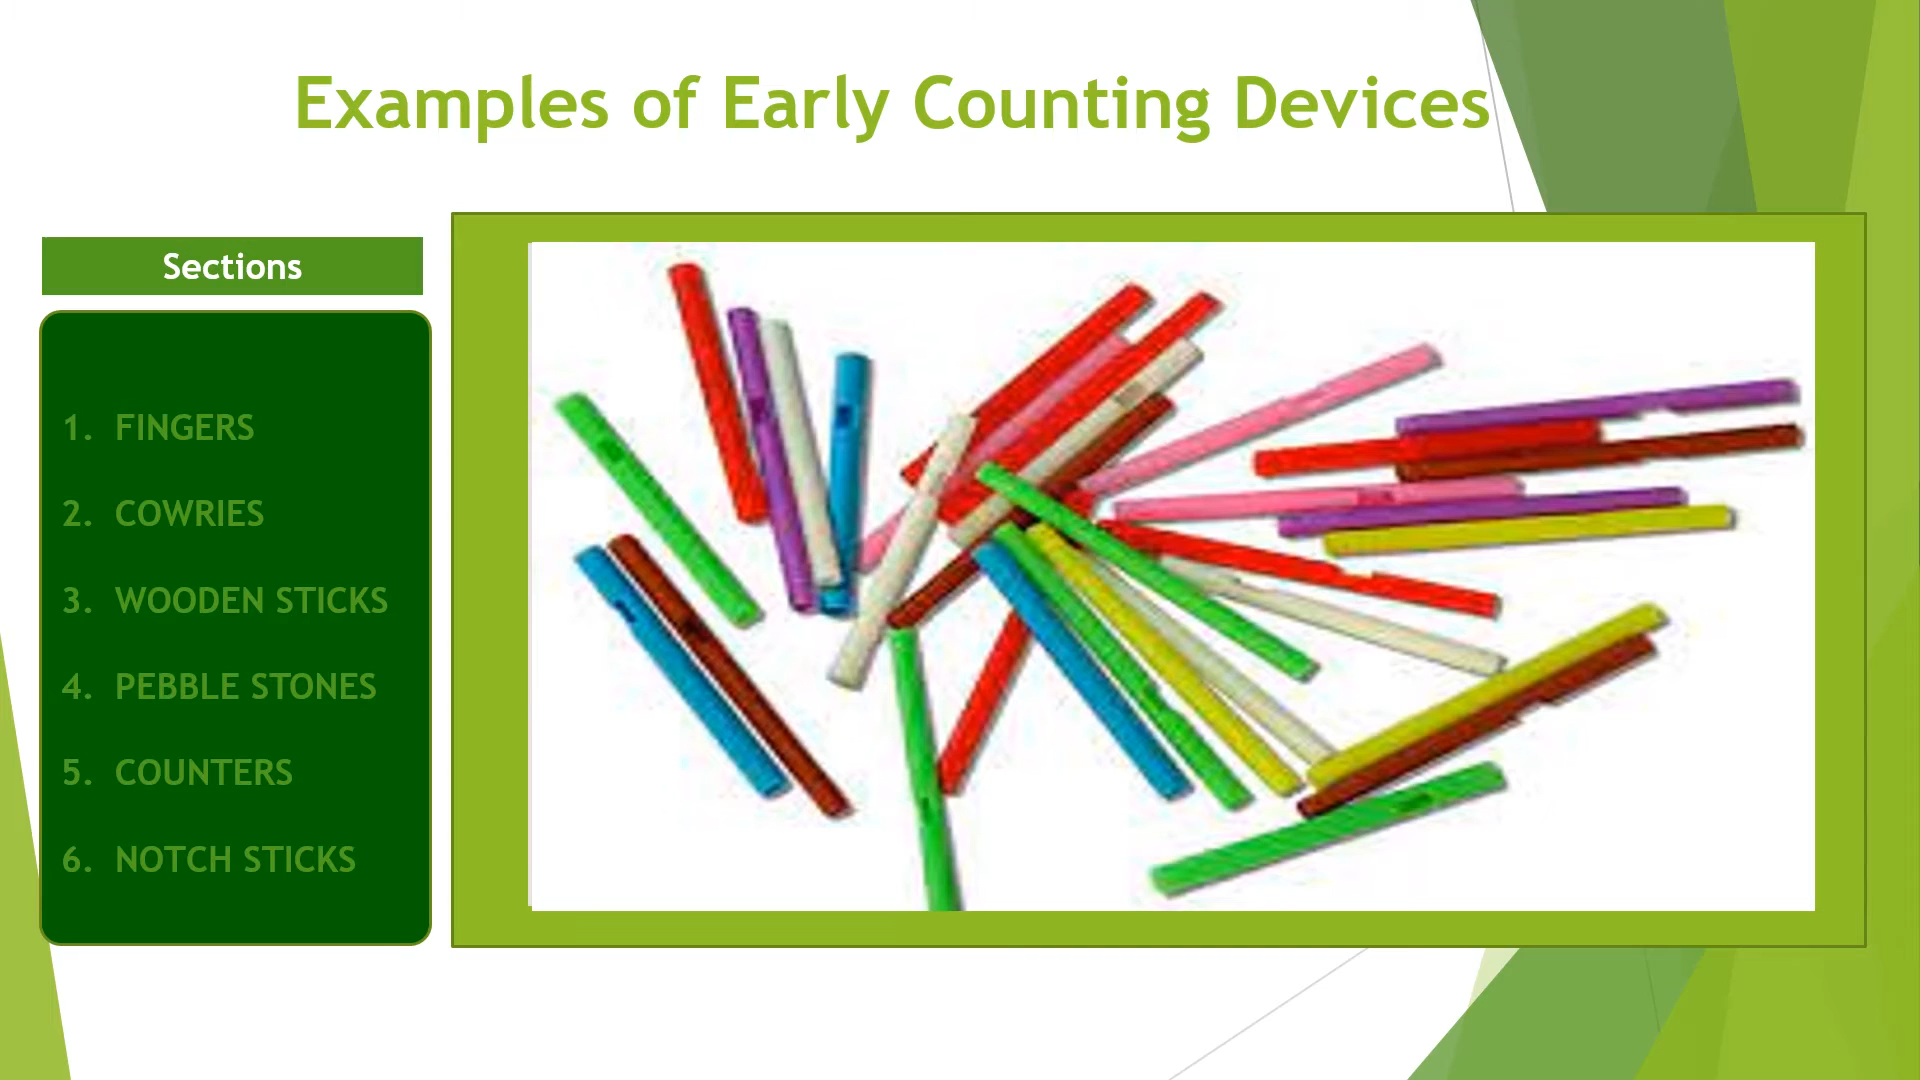 Examples of Early Counting Devices
Sections
1. FINGERS
2. COWRIES
3. WOODEN STICKS
4. PEBBLE STONES
5. COUNTERS
6. NOTCH STICKS